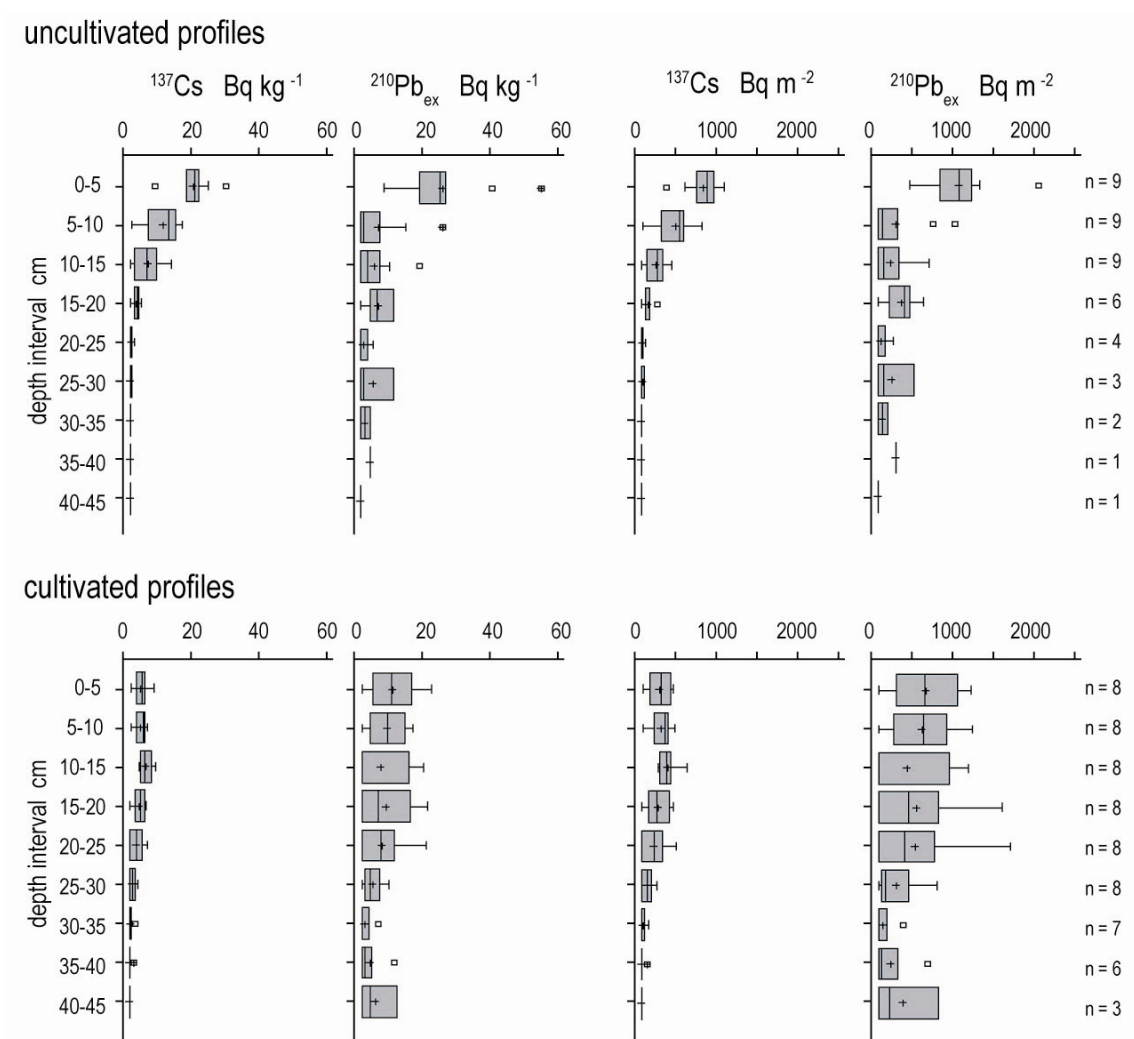 uncultivated profiles
¹³⁷Cs Bq kg ⁻¹ ²¹⁰Pbₑₓ Bq kg ⁻¹ ¹³⁷Cs Bq m ⁻² ²¹⁰Pbₑₓ Bq m ⁻²
0 20 40 60 0 20 40 60 0 1000 2000 0 1000 2000
depth interval cm
0-5 n = 9
5-10 n = 9
10-15 n = 9
15-20 n = 6
20-25 n = 4
25-30 n = 3
30-35 n = 2
35-40 n = 1
40-45 n = 1
cultivated profiles
0 20 40 60 0 20 40 60 0 1000 2000 0 1000 2000
depth interval cm
0-5 n = 8
5-10 n = 8
10-15 n = 8
15-20 n = 8
20-25 n = 8
25-30 n = 8
30-35 n = 7
35-40 n = 6
40-45 n = 3